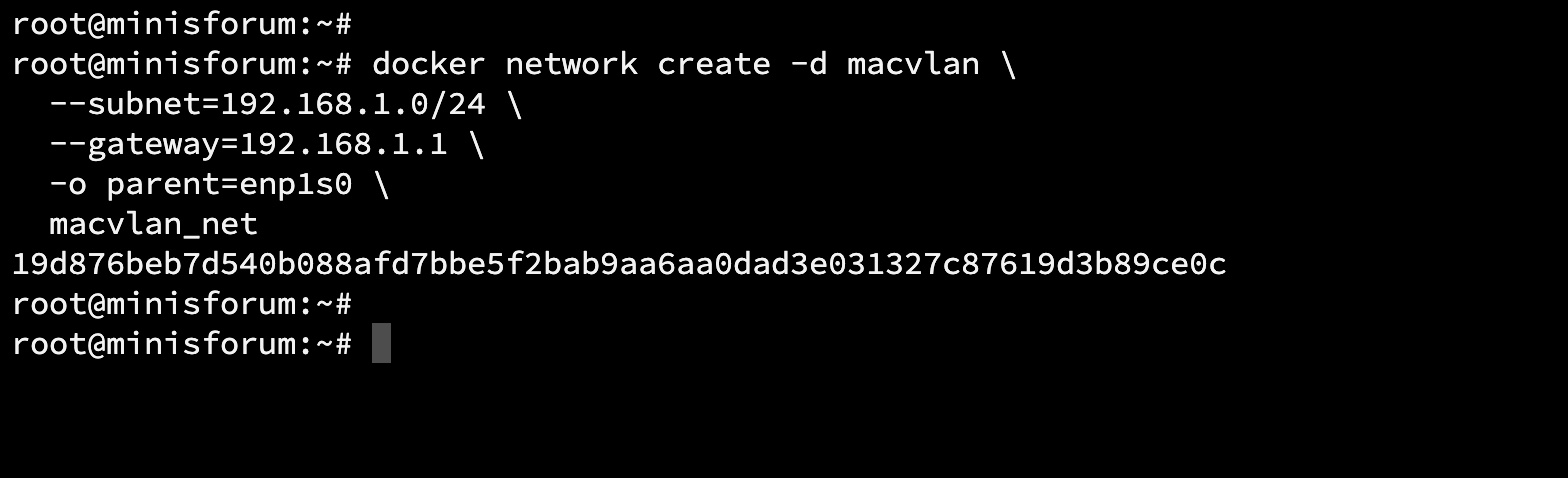 root@minisforum:~#
root@minisforum:~# docker network create -d macvlan \
  --subnet=192.168.1.0/24 \
  --gateway=192.168.1.1 \
  -o parent=enp1s0 \
  macvlan_net
19d876beb7d540b088afd7bbe5f2bab9aa6aa0dad3e031327c87619d3b89ce0c
root@minisforum:~#
root@minisforum:~#